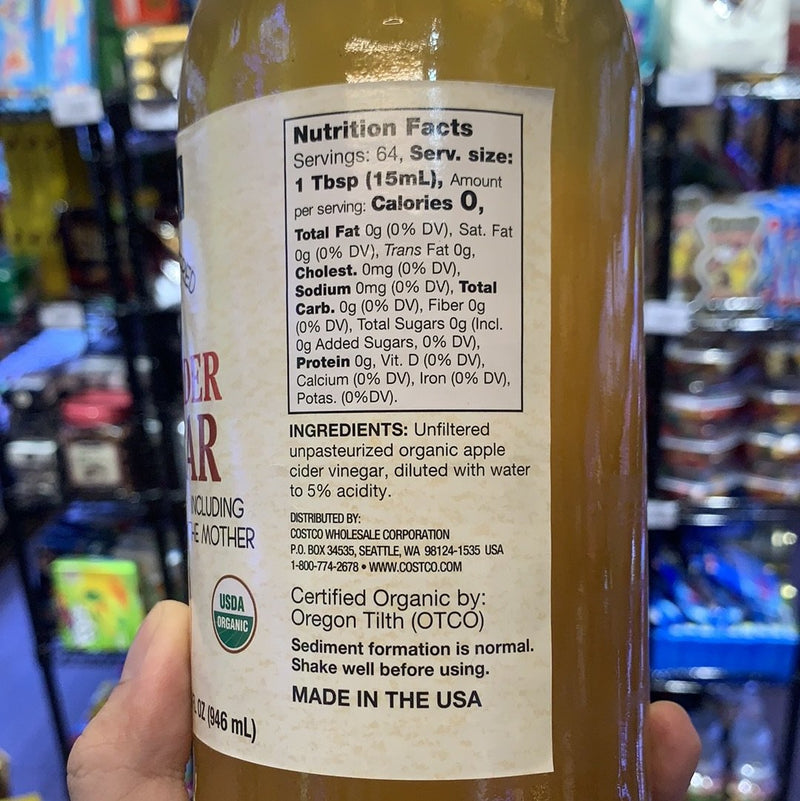 Nutrition Facts
Servings: 64, Serv. size:
1 Tbsp (15mL), Amount
per serving: Calories 0,
Total Fat 0g (0% DV), Sat. Fat
0g (0% DV), Trans Fat 0g,
Cholest. 0mg (0% DV),
Sodium 0mg (0% DV), Total
Carb. 0g (0% DV), Fiber 0g
(0% DV), Total Sugars 0g (Incl.
0g Added Sugars, 0% DV),
Protein 0g, Vit. D (0% DV),
Calcium (0% DV), Iron (0% DV),
Potas. (0%DV).
INGREDIENTS: Unfiltered
unpasteurized organic apple
cider vinegar, diluted with water
to 5% acidity.
DISTRIBUTED BY:
COSTCO WHOLESALE CORPORATION
P.O. BOX 34535, SEATTLE, WA 98124-1535 USA
1-800-774-2678 • WWW.COSTCO.COM
Certified Organic by:
Oregon Tilth (OTCO)
Sediment formation is normal.
Shake well before using.
MADE IN THE USA
DER
AR
INCLUDING
THE MOTHER
USDA
ORGANIC
OZ (946 mL)